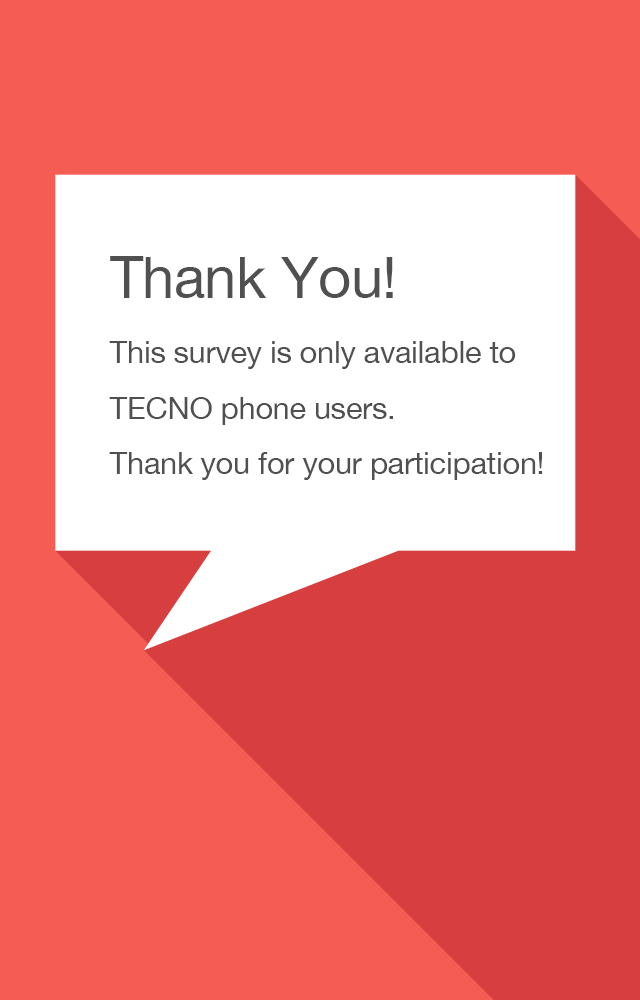 Thank You!
This survey is only available to
TECNO phone users.
Thank you for your participation!